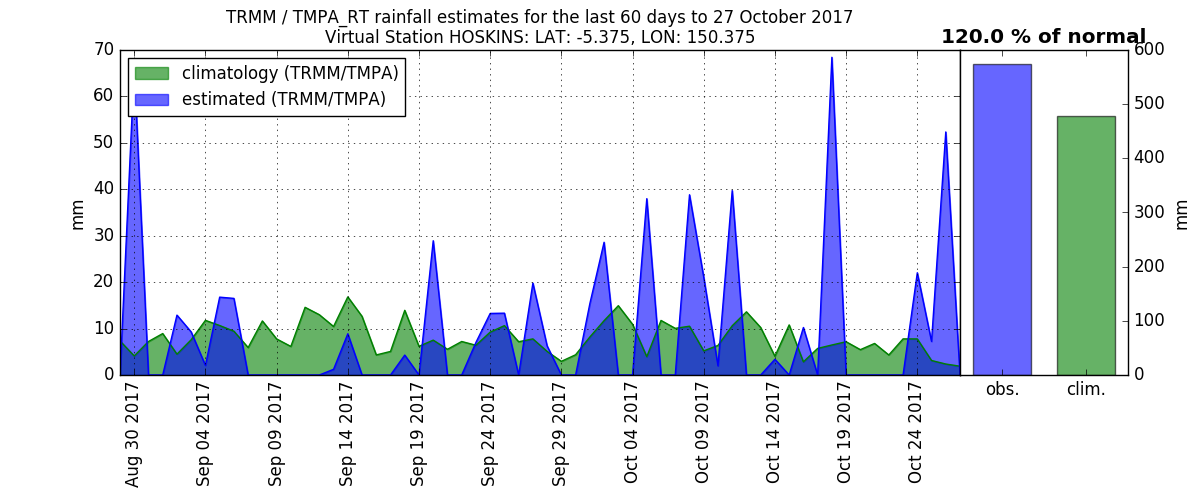 TRMM / TMPA_RT rainfall estimates for the last 60 days to 27 October 2017
Virtual Station HOSKINS: LAT: -5.375, LON: 150.375
120.0 % of normal
climatology (TRMM/TMPA)
estimated (TRMM/TMPA)
70
60
50
40
30
20
10
0
mm
Aug 30 2017
Sep 04 2017
Sep 09 2017
Sep 14 2017
Sep 19 2017
Sep 24 2017
Sep 29 2017
Oct 04 2017
Oct 09 2017
Oct 14 2017
Oct 19 2017
Oct 24 2017
600
500
400
300
200
100
0
mm
obs.
clim.